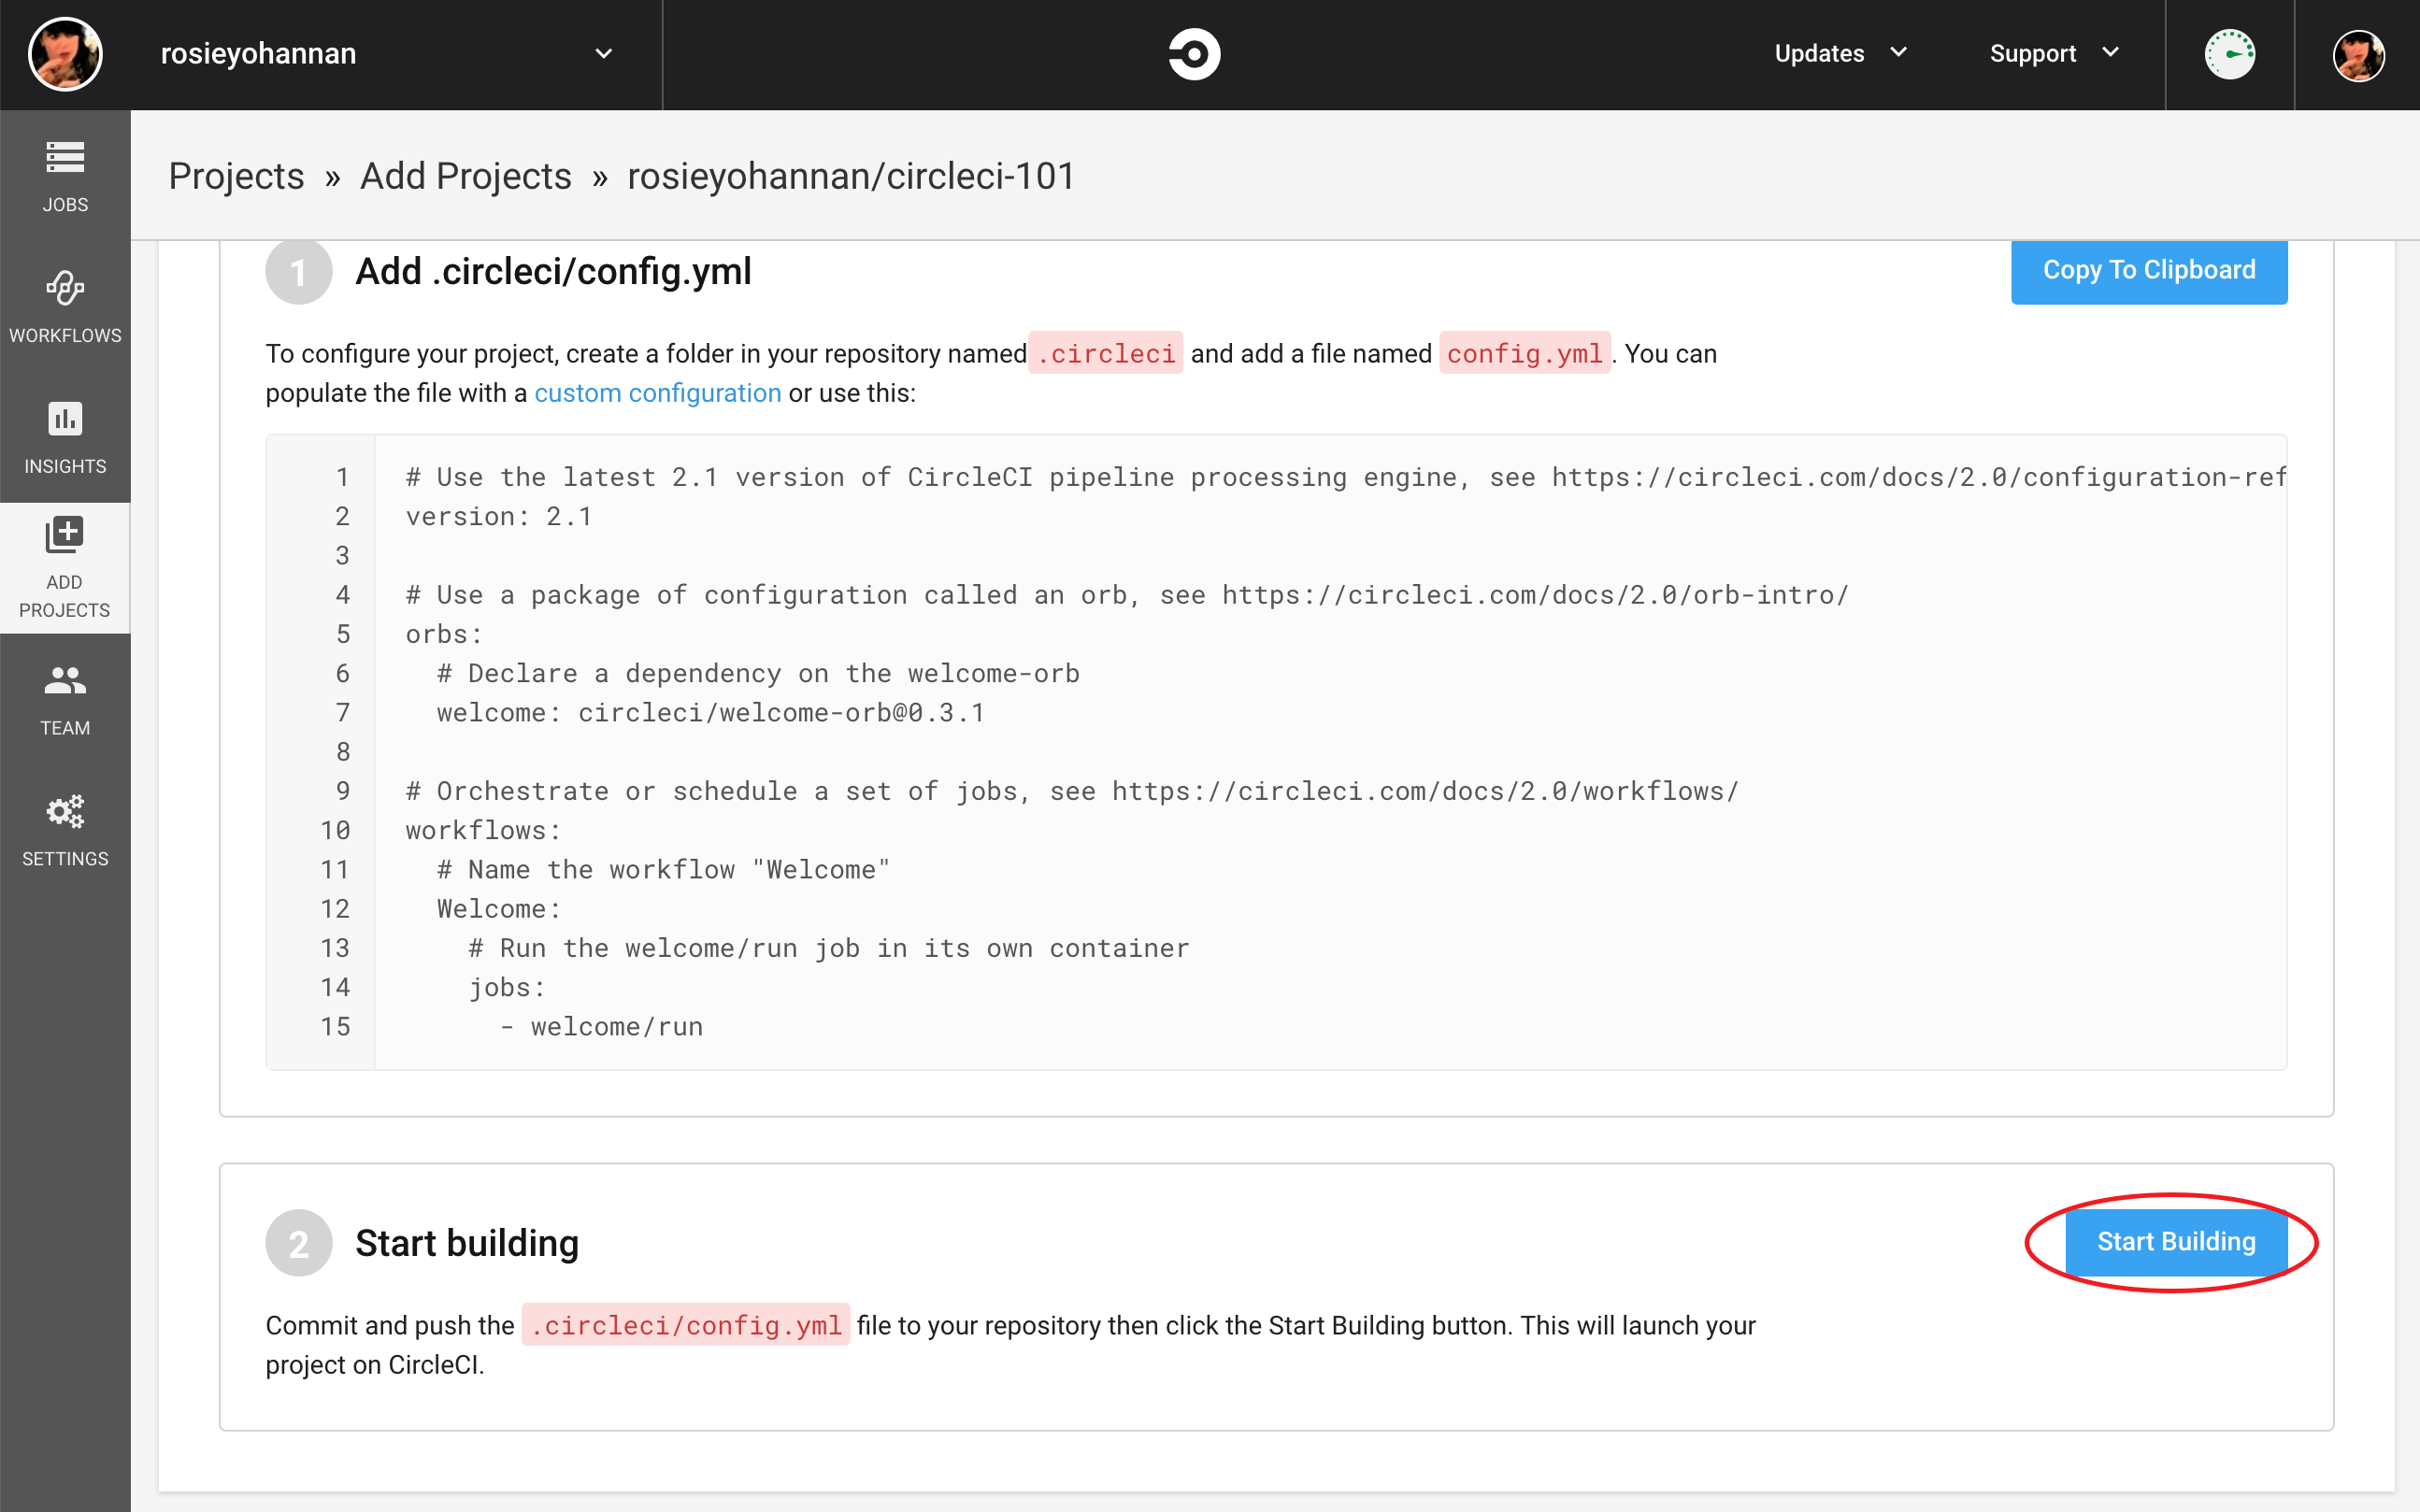 rosieyohannan
Updates
Support
JOBS
WORKFLOWS
INSIGHTS
ADD
PROJECTS
TEAM
SETTINGS
Projects » Add Projects » rosieyohannan/circleci-101
1 Add .circleci/config.yml
Copy To Clipboard
To configure your project, create a folder in your repository named .circleci and add a file named config.yml. You can
populate the file with a custom configuration or use this:
1 # Use the latest 2.1 version of CircleCI pipeline processing engine, see https://circleci.com/docs/2.0/configuration-ref
2 version: 2.1
3
4 # Use a package of configuration called an orb, see https://circleci.com/docs/2.0/orb-intro/
5 orbs:
6   # Declare a dependency on the welcome-orb
7   welcome: circleci/welcome-orb@0.3.1
8
9 # Orchestrate or schedule a set of jobs, see https://circleci.com/docs/2.0/workflows/
10 workflows:
11   # Name the workflow "Welcome"
12   Welcome:
13     # Run the welcome/run job in its own container
14     jobs:
15       - welcome/run
2 Start building
Start Building
Commit and push the .circleci/config.yml file to your repository then click the Start Building button. This will launch your
project on CircleCI.